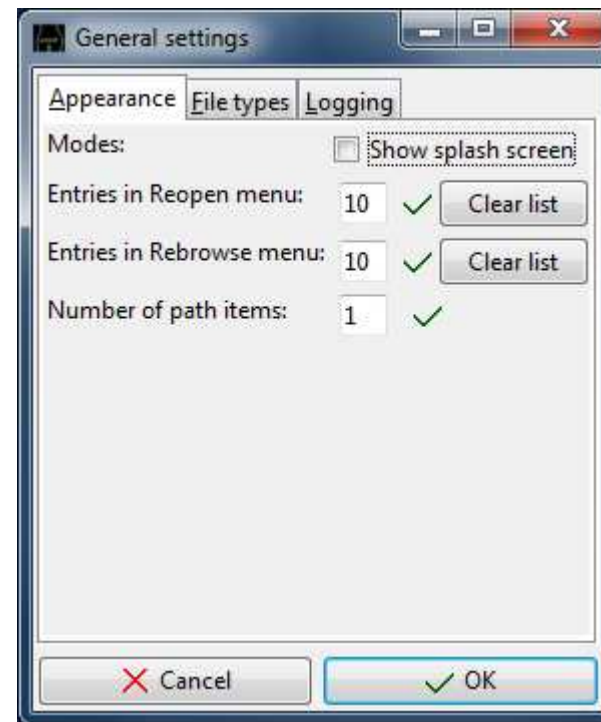 General settings
Appearance File types Logging
Modes: Show splash screen
Entries in Reopen menu: 10 Clear list
Entries in Rebrowse menu: 10 Clear list
Number of path items: 1
Cancel OK